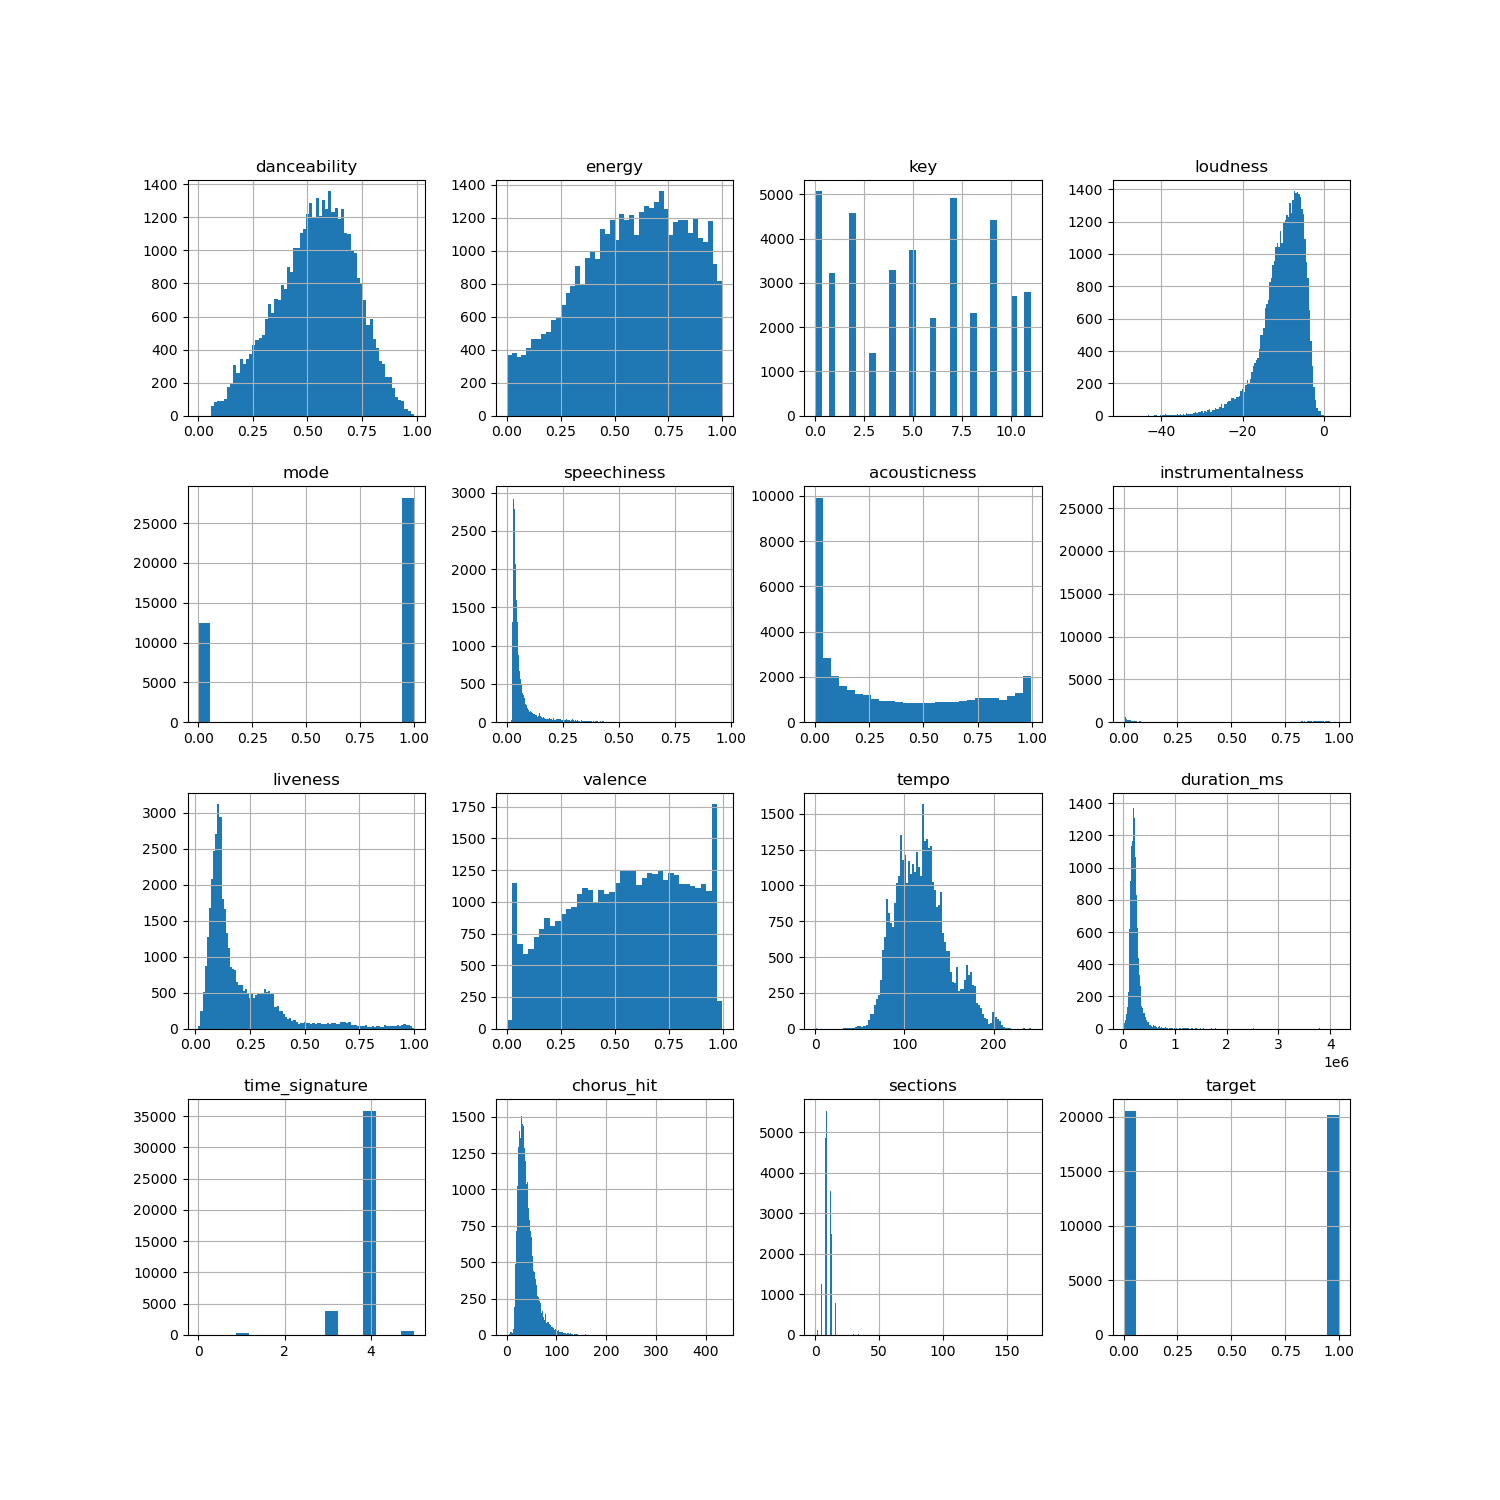 danceability energy key loudness
1400 1200 1000 800 600 400 200 0
0.00 0.25 0.50 0.75 1.00
1400 1200 1000 800 600 400 200 0
0.00 0.25 0.50 0.75 1.00
5000 4000 3000 2000 1000 0
0.0 2.5 5.0 7.5 10.0
1400 1200 1000 800 600 400 200 0
−40 −20 0
mode speechiness acousticness instrumentalness
25000 20000 15000 10000 5000 0
0.00 0.25 0.50 0.75 1.00
3000 2500 2000 1500 1000 500 0
0.00 0.25 0.50 0.75 1.00
10000 8000 6000 4000 2000 0
0.00 0.25 0.50 0.75 1.00
25000 20000 15000 10000 5000 0
0.00 0.25 0.50 0.75 1.00
liveness valence tempo duration_ms
3000 2500 2000 1500 1000 500 0
0.00 0.25 0.50 0.75 1.00
1750 1500 1250 1000 750 500 250 0
0.00 0.25 0.50 0.75 1.00
1500 1250 1000 750 500 250 0
0 100 200
1400 1200 1000 800 600 400 200 0
0 1 2 3 4
1e6
time_signature chorus_hit sections target
35000 30000 25000 20000 15000 10000 5000 0
0 2 4
1500 1250 1000 750 500 250 0
0 100 200 300 400
5000 4000 3000 2000 1000 0
0 50 100 150
20000 15000 10000 5000 0
0.00 0.25 0.50 0.75 1.00